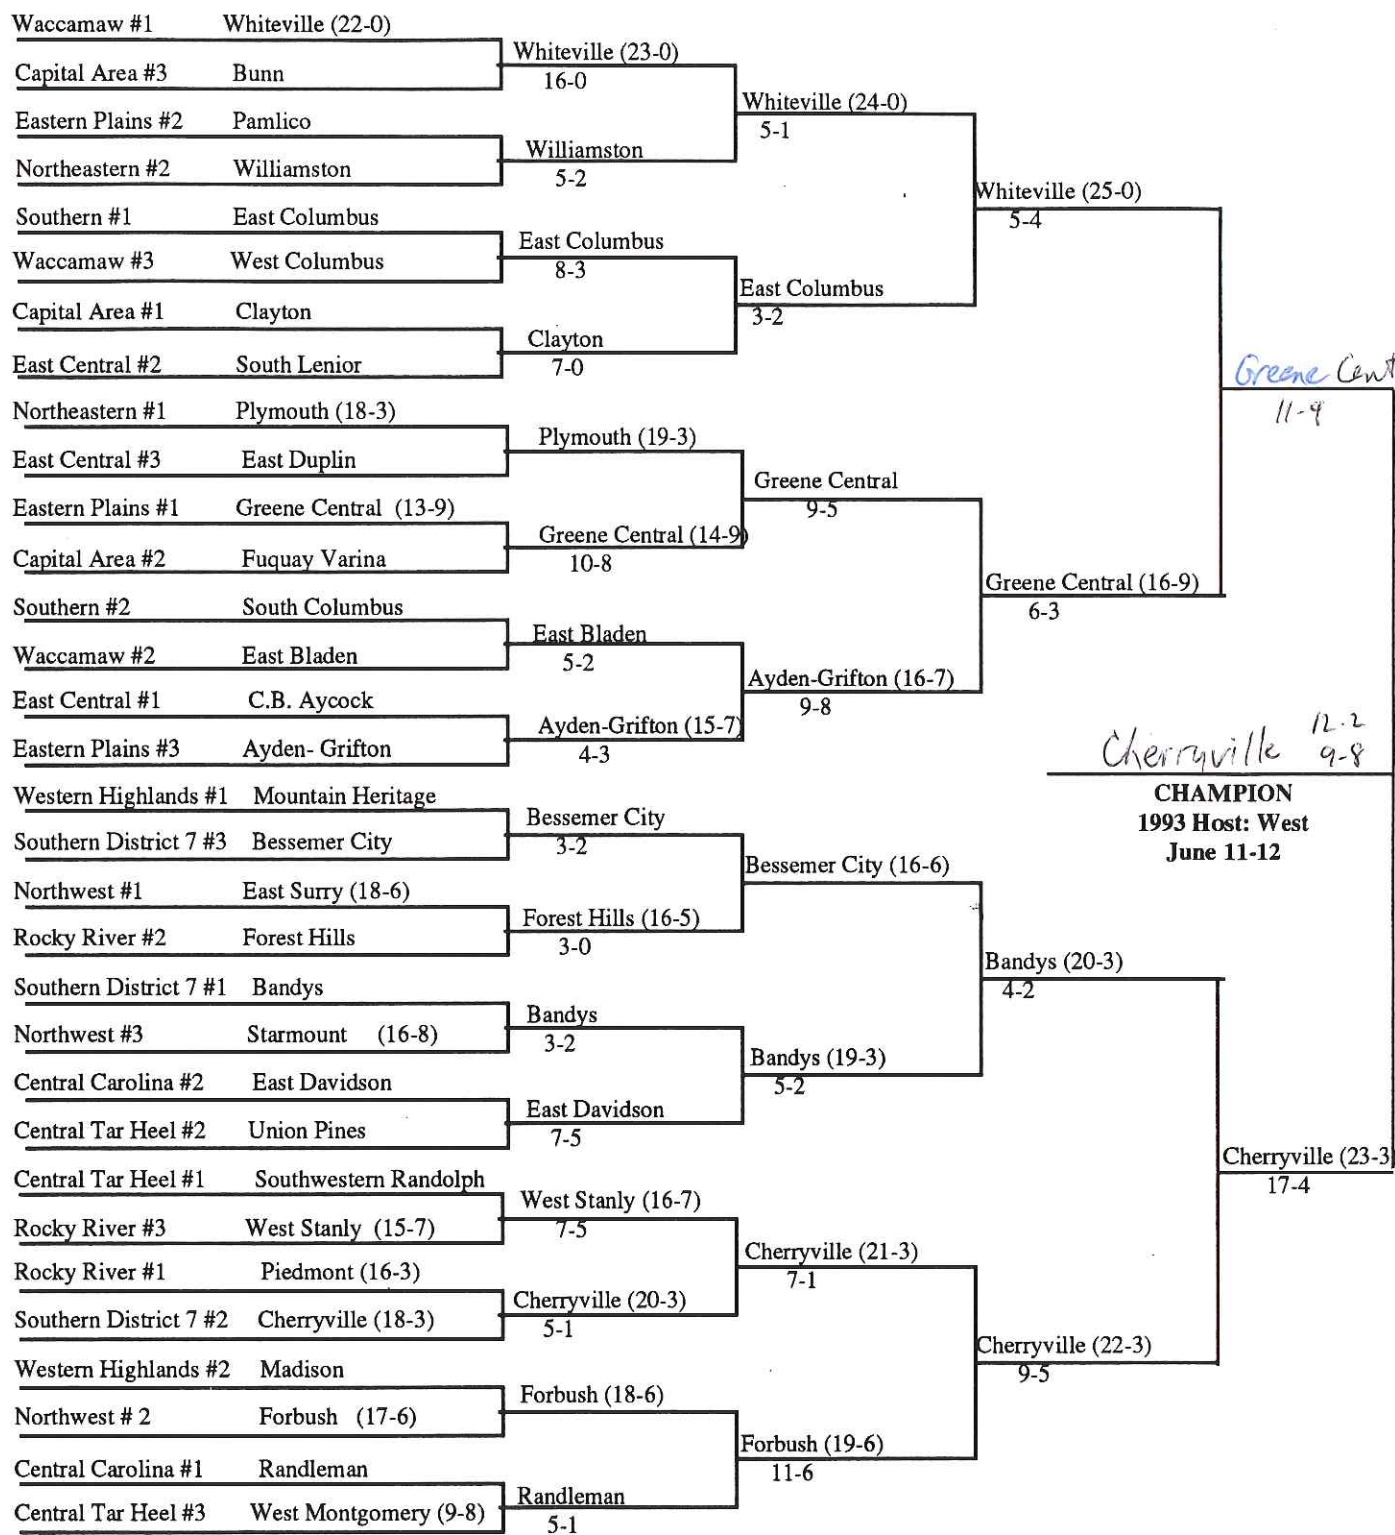 Waccamaw #1 Whiteville (22-0)
Capital Area #3 Bunn
Eastern Plains #2 Pamlico
Northeastern #2 Williamston
Southern #1 East Columbus
Waccamaw #3 West Columbus
Capital Area #1 Clayton
East Central #2 South Lenior
Northeastern #1 Plymouth (18-3)
East Central #3 East Duplin
Eastern Plains #1 Greene Central (13-9)
Capital Area #2 Fuquay Varina
Southern #2 South Columbus
Waccamaw #2 East Bladen
East Central #1 C.B. Aycock
Eastern Plains #3 Ayden- Grifton
Western Highlands #1 Mountain Heritage
Southern District 7 #3 Bessemer City
Northwest #1 East Surry (18-6)
Rocky River #2 Forest Hills
Southern District 7 #1 Bandys
Northwest #3 Starmount (16-8)
Central Carolina #2 East Davidson
Central Tar Heel #2 Union Pines
Central Tar Heel #1 Southwestern Randolph
Rocky River #3 West Stanly (15-7)
Rocky River #1 Piedmont (16-3)
Southern District 7 #2 Cherryville (18-3)
Western Highlands #2 Madison
Northwest # 2 Forbush (17-6)
Central Carolina #1 Randleman
Central Tar Heel #3 West Montgomery (9-8)
Whiteville (23-0)
16-0
Williamston
5-2
East Columbus
8-3
Clayton
7-0
Plymouth (19-3)
Greene Central (14-9)
10-8
East Bladen
5-2
Ayden-Grifton (15-7)
4-3
Bessemer City
3-2
Forest Hills (16-5)
3-0
Bandys
3-2
East Davidson
7-5
West Stanly (16-7)
7-5
Cherryville (20-3)
5-1
Forbush (18-6)
Randleman
5-1
Whiteville (24-0)
5-1
East Columbus
3-2
Greene Central
9-5
Ayden-Grifton (16-7)
9-8
Bessemer City (16-6)
Bandys (19-3)
5-2
Cherryville (21-3)
7-1
Forbush (19-6)
11-6
Whiteville (25-0)
5-4
Greene Central (16-9)
6-3
Bandys (20-3)
4-2
Cherryville (22-3)
9-5
Greene Cent
11-9
Cherryville (23-3
17-4
Cherryville 12-2
9-8
CHAMPION
1993 Host: West
June 11-12